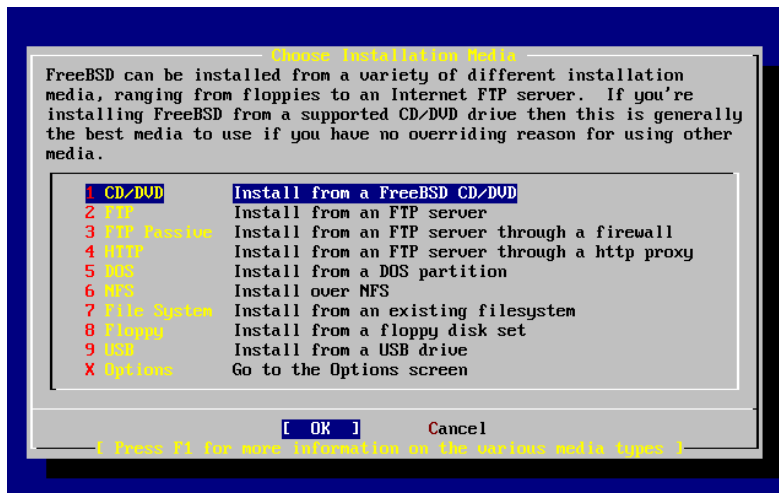 Choose Installation Media
FreeBSD can be installed from a variety of different installation
media, ranging from floppies to an Internet FTP server.  If you're
installing FreeBSD from a supported CD/DVD drive then this is generally
the best media to use if you have no overriding reason for using other
media.
1 CD/DVD Install from a FreeBSD CD/DVD
2 FTP Install from an FTP server
3 FTP Passive Install from an FTP server through a firewall
4 HTTP Install from an FTP server through a http proxy
5 DOS Install from a DOS partition
6 NFS Install over NFS
7 File System Install from an existing filesystem
8 Floppy Install from a floppy disk set
9 USB Install from a USB drive
X Options Go to the Options screen
[ OK ] Cancel
[ Press F1 for more information on the various media types ]